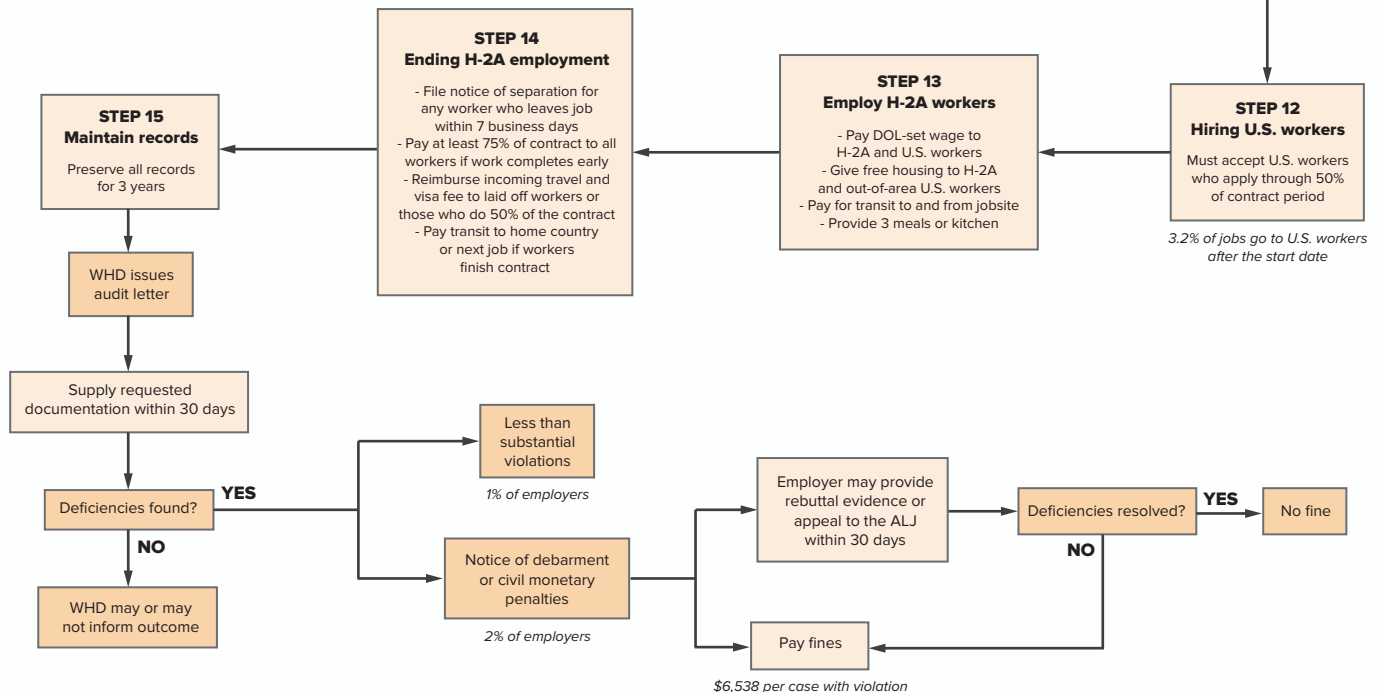 STEP 12
Hiring U.S. workers
Must accept U.S. workers
who apply through 50%
of contract period
3.2% of jobs go to U.S. workers
after the start date
STEP 13
Employ H-2A workers
- Pay DOL-set wage to
H-2A and U.S. workers
- Give free housing to H-2A
and out-of-area U.S. workers
- Pay for transit to and from jobsite
- Provide 3 meals or kitchen
STEP 14
Ending H-2A employment
- File notice of separation for
any worker who leaves job
within 7 business days
- Pay at least 75% of contract to all
workers if work completes early
- Reimburse incoming travel and
visa fee to laid off workers or
those who do 50% of the contract
- Pay transit to home country
or next job if workers
finish contract
STEP 15
Maintain records
Preserve all records
for 3 years
WHD issues
audit letter
Supply requested
documentation within 30 days
Deficiencies found?
YES
NO
WHD may or may
not inform outcome
Less than
substantial
violations
1% of employers
Notice of debarment
or civil monetary
penalties
2% of employers
Employer may provide
rebuttal evidence or
appeal to the ALJ
within 30 days
Deficiencies resolved?
YES
No fine
NO
Pay fines
$6,538 per case with violation